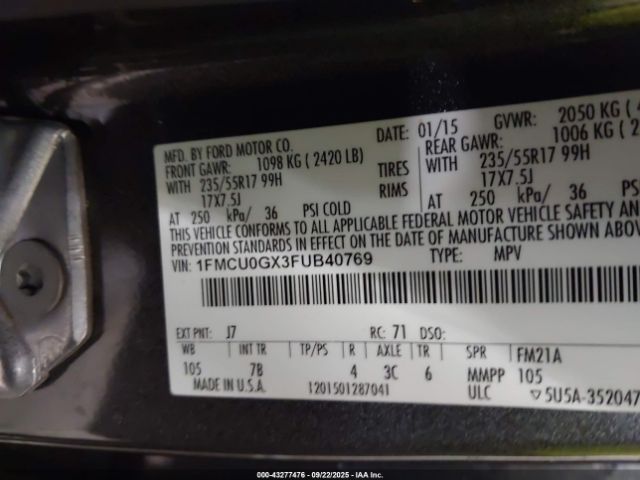 MFD. BY FORD MOTOR CO.
DATE: 01/15
GVWR: 2050 KG
FRONT GAWR: 1098 KG ( 2420 LB)
REAR GAWR: 1006 KG
WITH 235/55R17 99H TIRES WITH 235/55R17 99H
17X7.5J RIMS 17X7.5J
AT 250 kPa/ 36 PSI COLD AT 250 kPa/ 36
THIS VEHICLE CONFORMS TO ALL APPLICABLE FEDERAL MOTOR VEHICLE SAFETY AND
PREVENTION STANDARDS IN EFFECT ON THE DATE OF MANUFACTURE SHOWN
VIN: 1FMCU0GX3FUB40769 TYPE: MPV
EXT PNT: J7 RC: 71 DSO:
WB INT TR TP/PS R AXLE TR SPR FM21A
105 7B 4 3C 6 MMPP 105
MADE IN U.S.A. 1201501287041 ULC ▽5U5A-352047
000-43277476 - 09/22/2025 - IAA Inc.